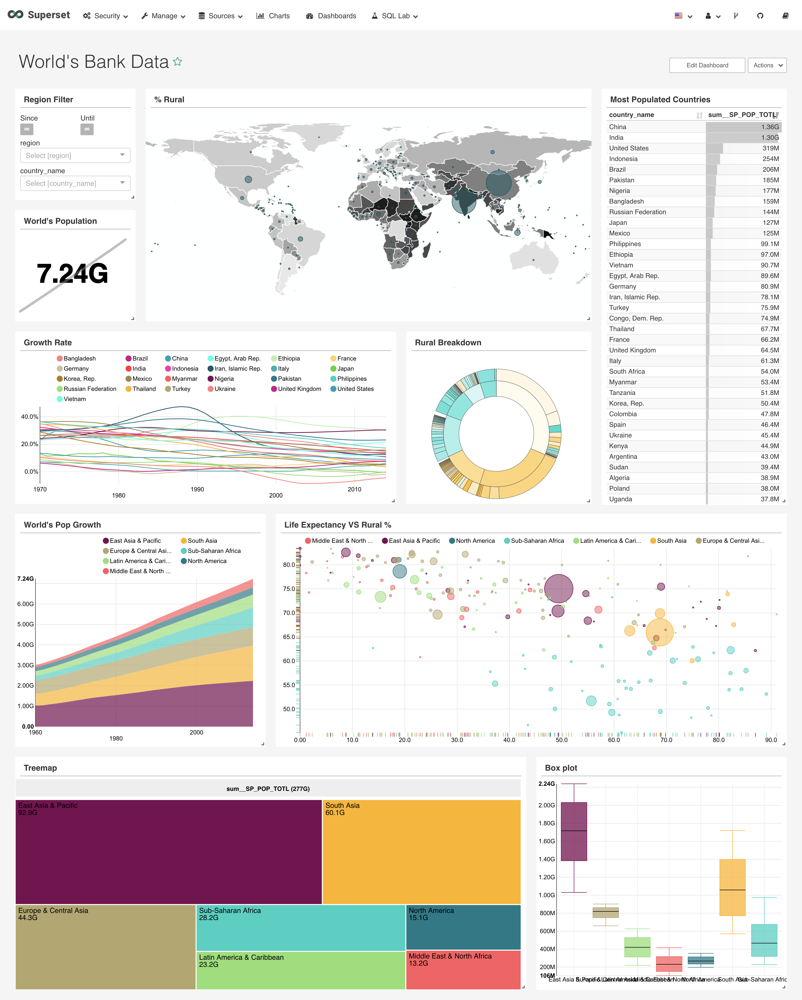 Superset Security Manage Sources Charts Dashboards SQL Lab
World's Bank Data
Edit Dashboard Actions
Region Filter
Since Until
∞ ∞
region
Select [region]
country_name
Select [country_name]
World's Population
7.24G
% Rural
Most Populated Countries
country_name sum__SP_POP_TOTL
China 1.36G
India 1.30G
United States 319M
Indonesia 254M
Brazil 206M
Pakistan 185M
Nigeria 177M
Bangladesh 159M
Russian Federation 144M
Japan 127M
Mexico 125M
Philippines 99.1M
Ethiopia 97.0M
Vietnam 90.7M
Egypt, Arab Rep. 89.6M
Germany 80.9M
Iran, Islamic Rep. 78.1M
Turkey 75.9M
Congo, Dem. Rep. 74.9M
Thailand 67.7M
France 66.2M
United Kingdom 64.5M
Italy 61.3M
South Africa 54.0M
Myanmar 53.4M
Tanzania 51.8M
Korea, Rep. 50.4M
Colombia 47.8M
Spain 46.4M
Ukraine 45.4M
Kenya 44.9M
Argentina 43.0M
Sudan 39.4M
Algeria 38.9M
Poland 38.0M
Uganda 37.8M
Growth Rate
Bangladesh Brazil China Egypt, Arab Rep. Ethiopia France
Germany India Indonesia Iran, Islamic Rep. Italy Japan
Korea, Rep. Mexico Myanmar Nigeria Pakistan Philippines
Russian Federation Thailand Turkey Ukraine United Kingdom United States
Vietnam
40.0%
20.0%
0.0%
1970 1980 1990 2000 2010
Rural Breakdown
World's Pop Growth
East Asia & Pacific South Asia
Europe & Central Asi... Sub-Saharan Africa
Latin America & Cari... North America
Middle East & North ...
7.24G
6.00G
5.00G
4.00G
3.00G
2.00G
1.00G
0.00
1960 1980 2000
Life Expectancy VS Rural %
Middle East & North ... East Asia & Pacific North America Sub-Saharan Africa Latin America & Cari... South Asia Europe & Central Asi...
80.0
75.0
70.0
65.0
60.0
55.0
50.0
0.00 10.0 20.0 30.0 40.0 50.0 60.0 70.0 80.0 90.0
Treemap
sum__SP_POP_TOTL (277G)
East Asia & Pacific
92.9G
South Asia
60.1G
Europe & Central Asia
44.3G
Sub-Saharan Africa
28.2G
North America
15.1G
Latin America & Caribbean
23.2G
Middle East & North Africa
13.2G
Box plot
2.24G
2.00G
1.80G
1.60G
1.40G
1.20G
1.00G
800M
600M
400M
200M
106M
East Asia & Pacific Europe & Central Asia Latin America & Caribbean Middle East & North Africa North America South Asia Sub-Saharan Afric